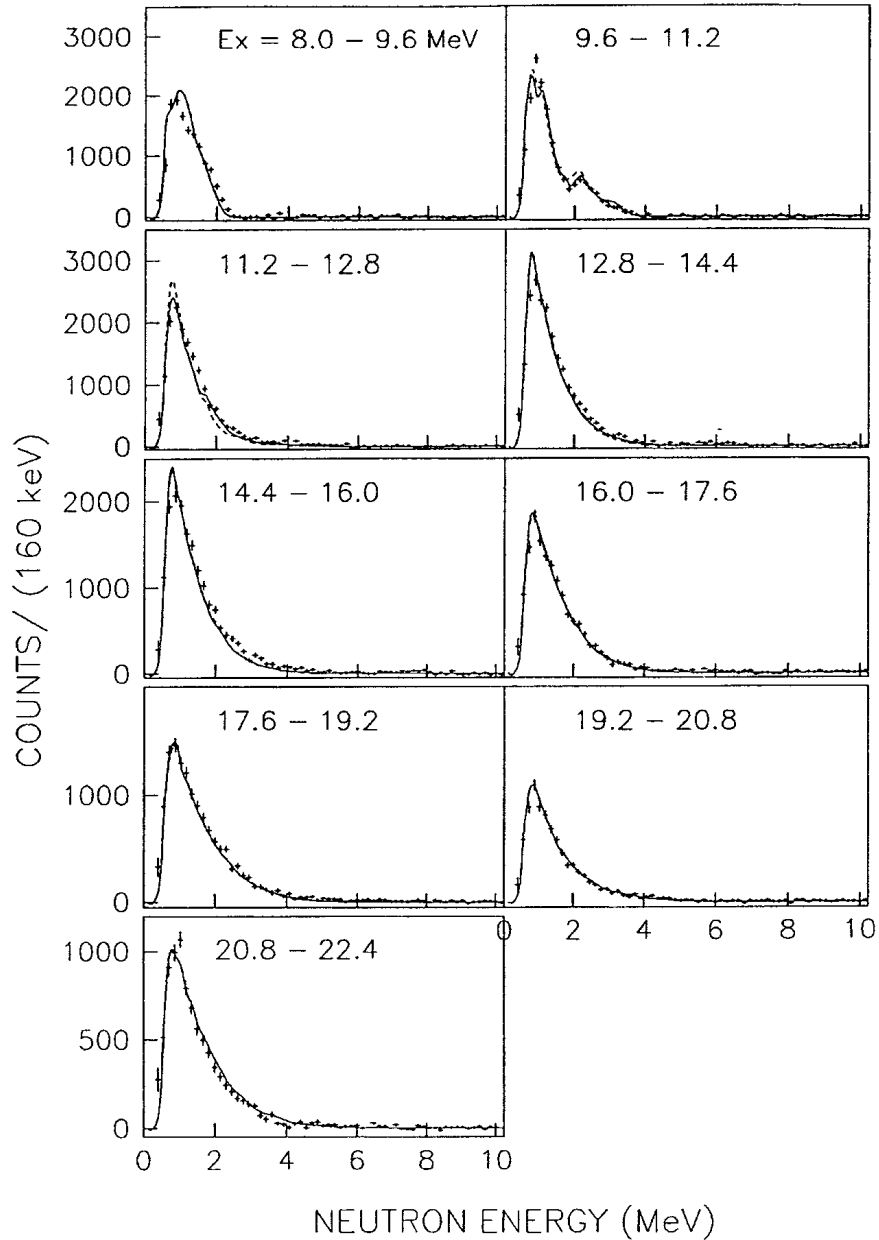 3000
2000
1000
0
Ex = 8.0 – 9.6 MeV
9.6 – 11.2
3000
2000
1000
0
11.2 – 12.8
12.8 – 14.4
2000
1000
0
14.4 – 16.0
16.0 – 17.6
1000
0
17.6 – 19.2
19.2 – 20.8
0 2 4 6 8 10
1000
500
0
20.8 – 22.4
0 2 4 6 8 10
COUNTS/ (160 keV)
NEUTRON ENERGY (MeV)